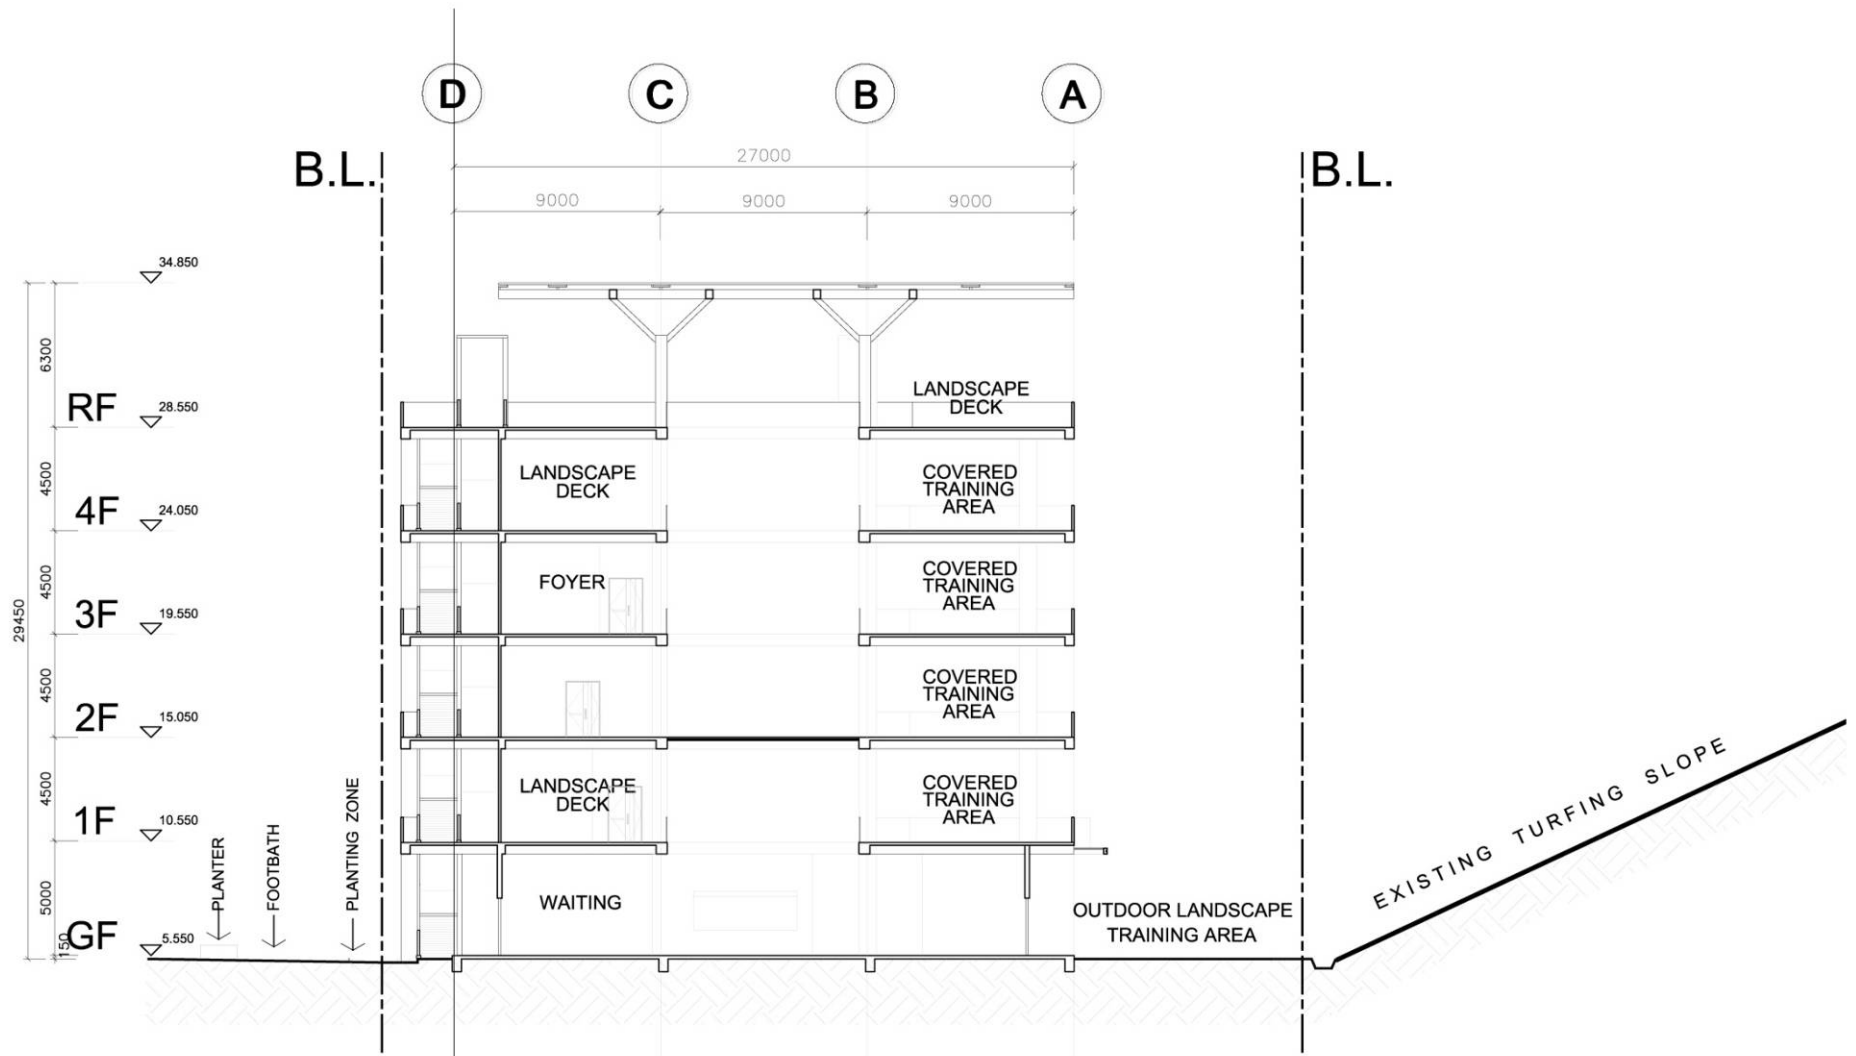 D
C
B
A
B.L.
B.L.
27000
9000
9000
9000
34.850
6300
RF
28.550
LANDSCAPE
DECK
4500
4F
24.050
LANDSCAPE
DECK
COVERED
TRAINING
AREA
4500
3F
19.550
FOYER
COVERED
TRAINING
AREA
29450
4500
2F
15.050
COVERED
TRAINING
AREA
4500
1F
10.550
LANDSCAPE
DECK
COVERED
TRAINING
AREA
5000
150
GF
5.550
PLANTER
FOOTBATH
PLANTING ZONE
WAITING
OUTDOOR LANDSCAPE
TRAINING AREA
EXISTING TURFING SLOPE